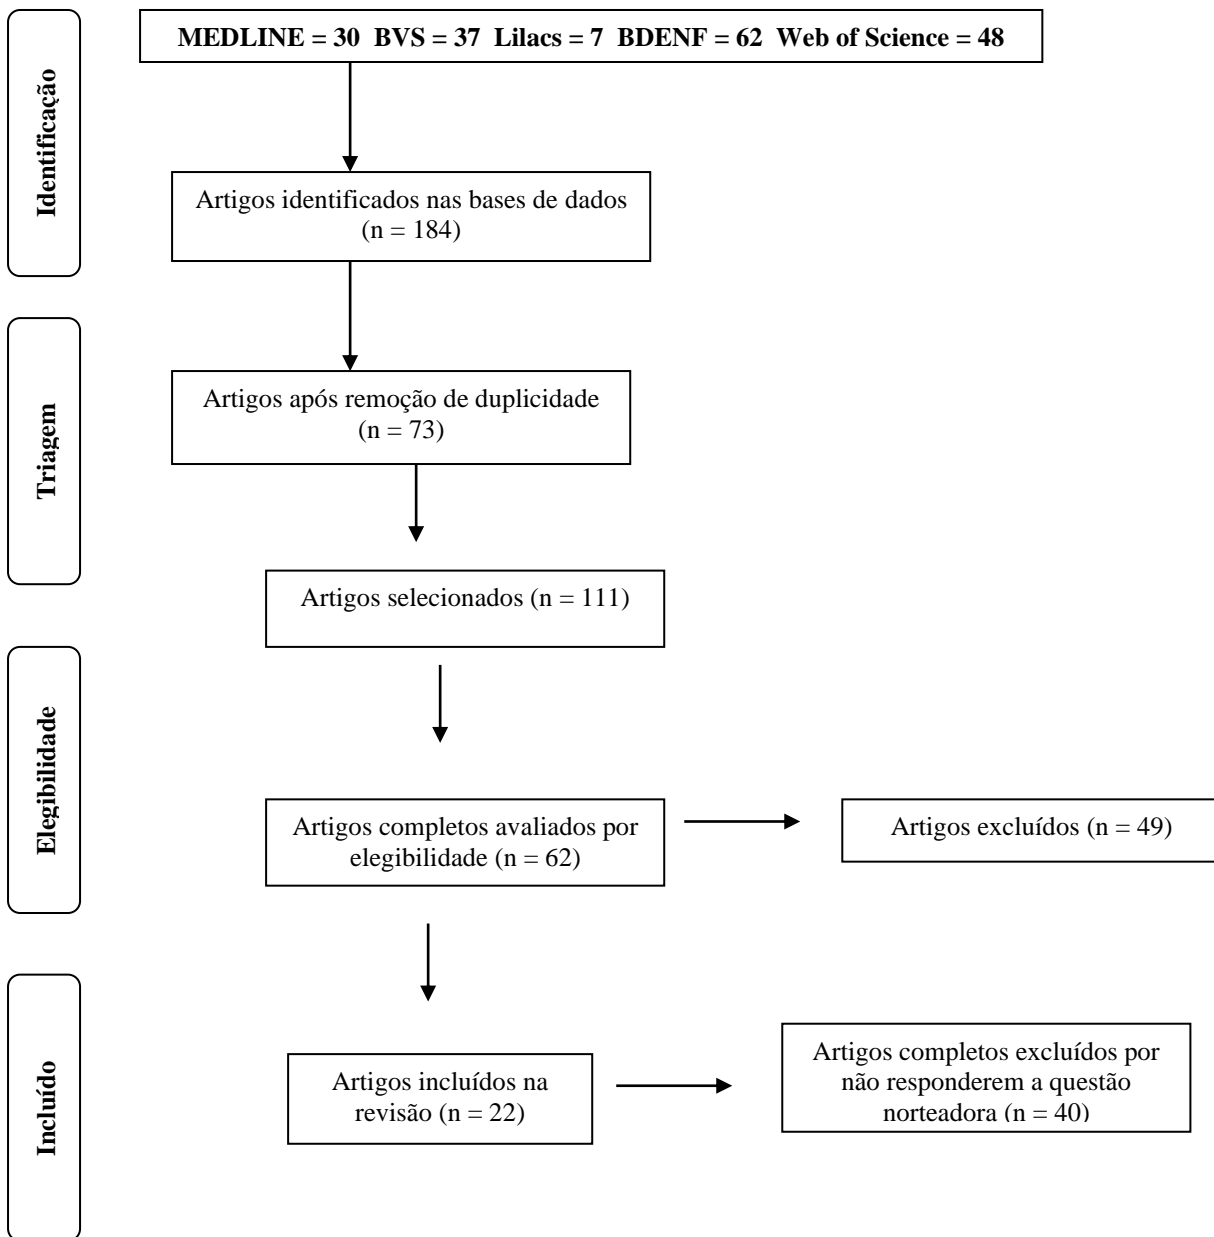 MEDLINE = 30 BVS = 37 Lilacs = 7 BDENF = 62 Web of Science = 48
Identificação
Artigos identificados nas bases de dados
(n = 184)
Triagem
Artigos após remoção de duplicidade
(n = 73)
Artigos selecionados (n = 111)
Elegibilidade
Artigos completos avaliados por
elegibilidade (n = 62)
Artigos excluídos (n = 49)
Incluído
Artigos incluídos na
revisão (n = 22)
Artigos completos excluídos por
não responderem a questão
norteadora (n = 40)